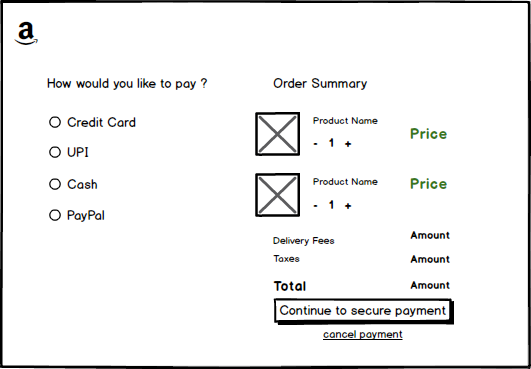 a
How would you like to pay ?
Credit Card
UPI
Cash
PayPal
Order Summary
Product Name
Price
- 1 +
Product Name
Price
- 1 +
Delivery Fees Amount
Taxes Amount
Total Amount
Continue to secure payment
cancel payment